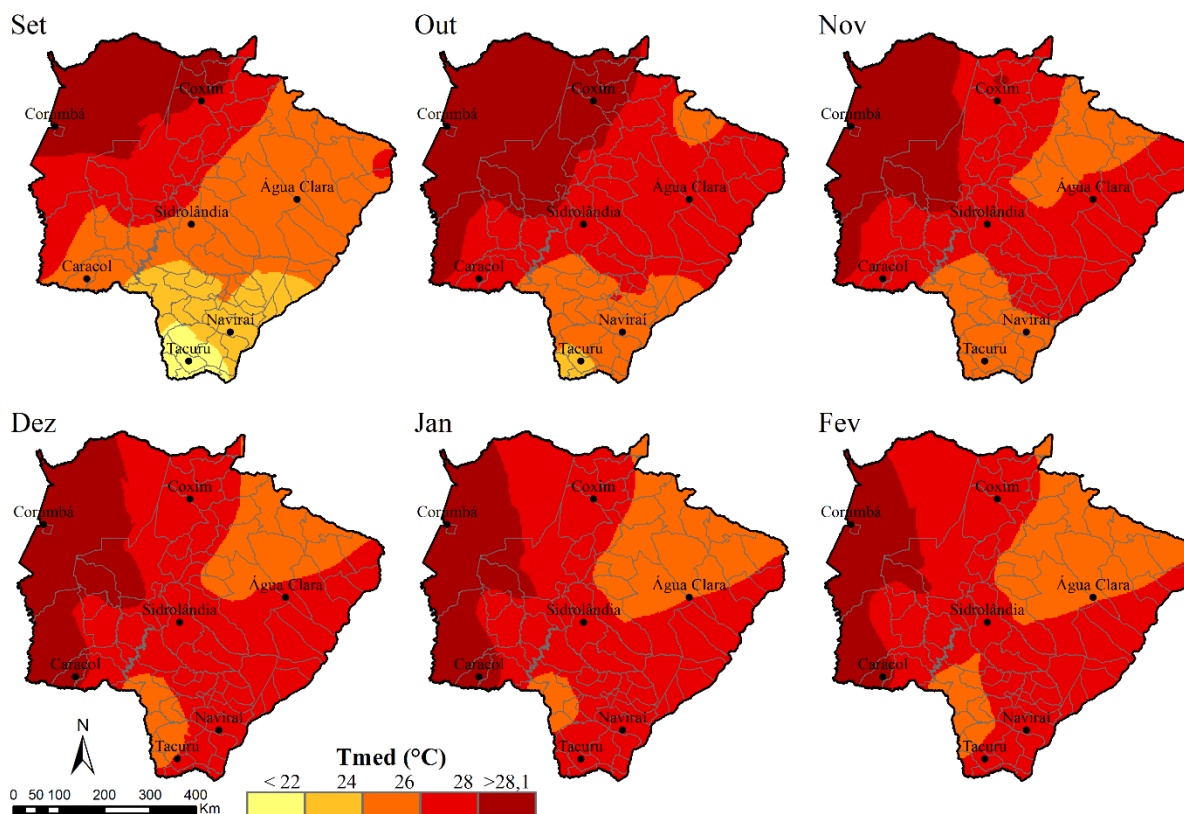 Set
Coxim
Corumbá
Água Clara
Sidrolândia
Caracol
Naviraí
Tacuru
Out
Coxim
Corumbá
Água Clara
Sidrolândia
Caracol
Naviraí
Tacuru
Nov
Coxim
Corumbá
Água Clara
Sidrolândia
Caracol
Naviraí
Tacuru
Dez
Coxim
Corumbá
Água Clara
Sidrolândia
Caracol
Naviraí
Tacuru
Jan
Coxim
Corumbá
Água Clara
Sidrolândia
Caracol
Naviraí
Tacuru
Fev
Coxim
Corumbá
Água Clara
Sidrolândia
Caracol
Naviraí
Tacuru
N
0 50 100 200 300 400
Km
Tmed (°C)
< 22 24 26 28 >28,1